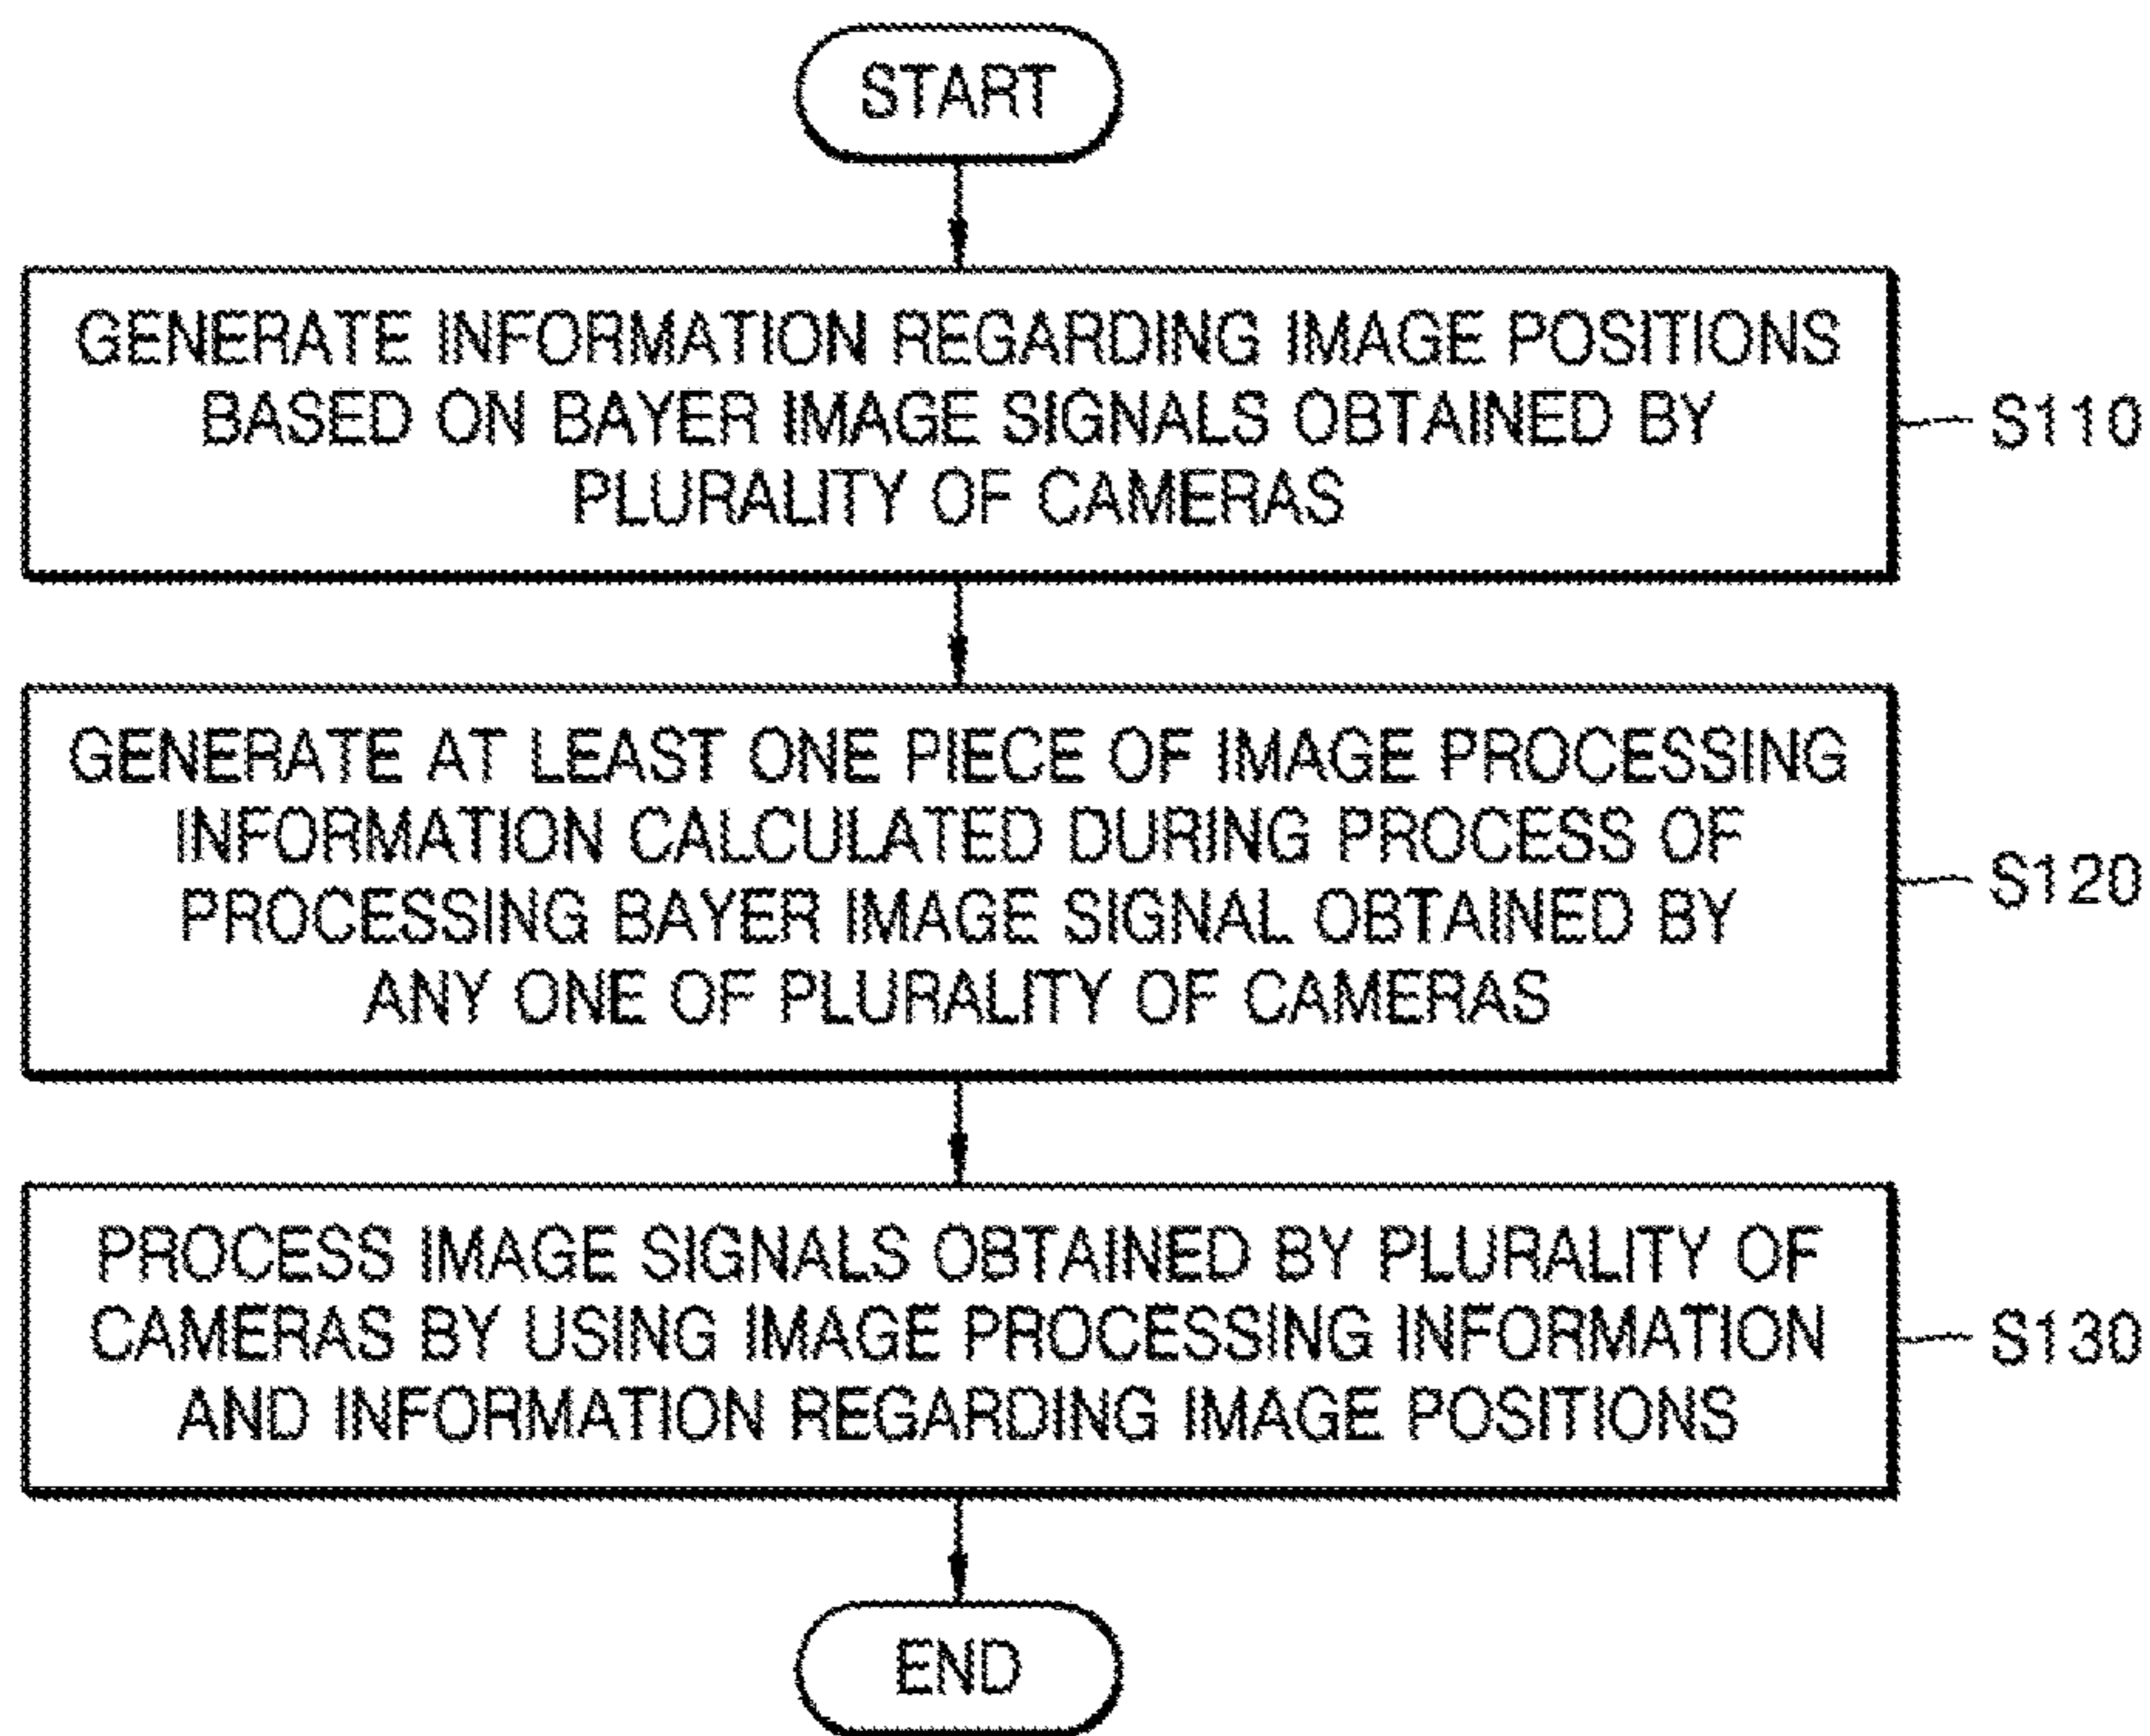 START
GENERATE INFORMATION REGARDING IMAGE POSITIONS
BASED ON BAYER IMAGE SIGNALS OBTAINED BY
PLURALITY OF CAMERAS
S110
GENERATE AT LEAST ONE PIECE OF IMAGE PROCESSING
INFORMATION CALCULATED DURING PROCESS OF
PROCESSING BAYER IMAGE SIGNAL OBTAINED BY
ANY ONE OF PLURALITY OF CAMERAS
S120
PROCESS IMAGE SIGNALS OBTAINED BY PLURALITY OF
CAMERAS BY USING IMAGE PROCESSING INFORMATION
AND INFORMATION REGARDING IMAGE POSITIONS
S130
END